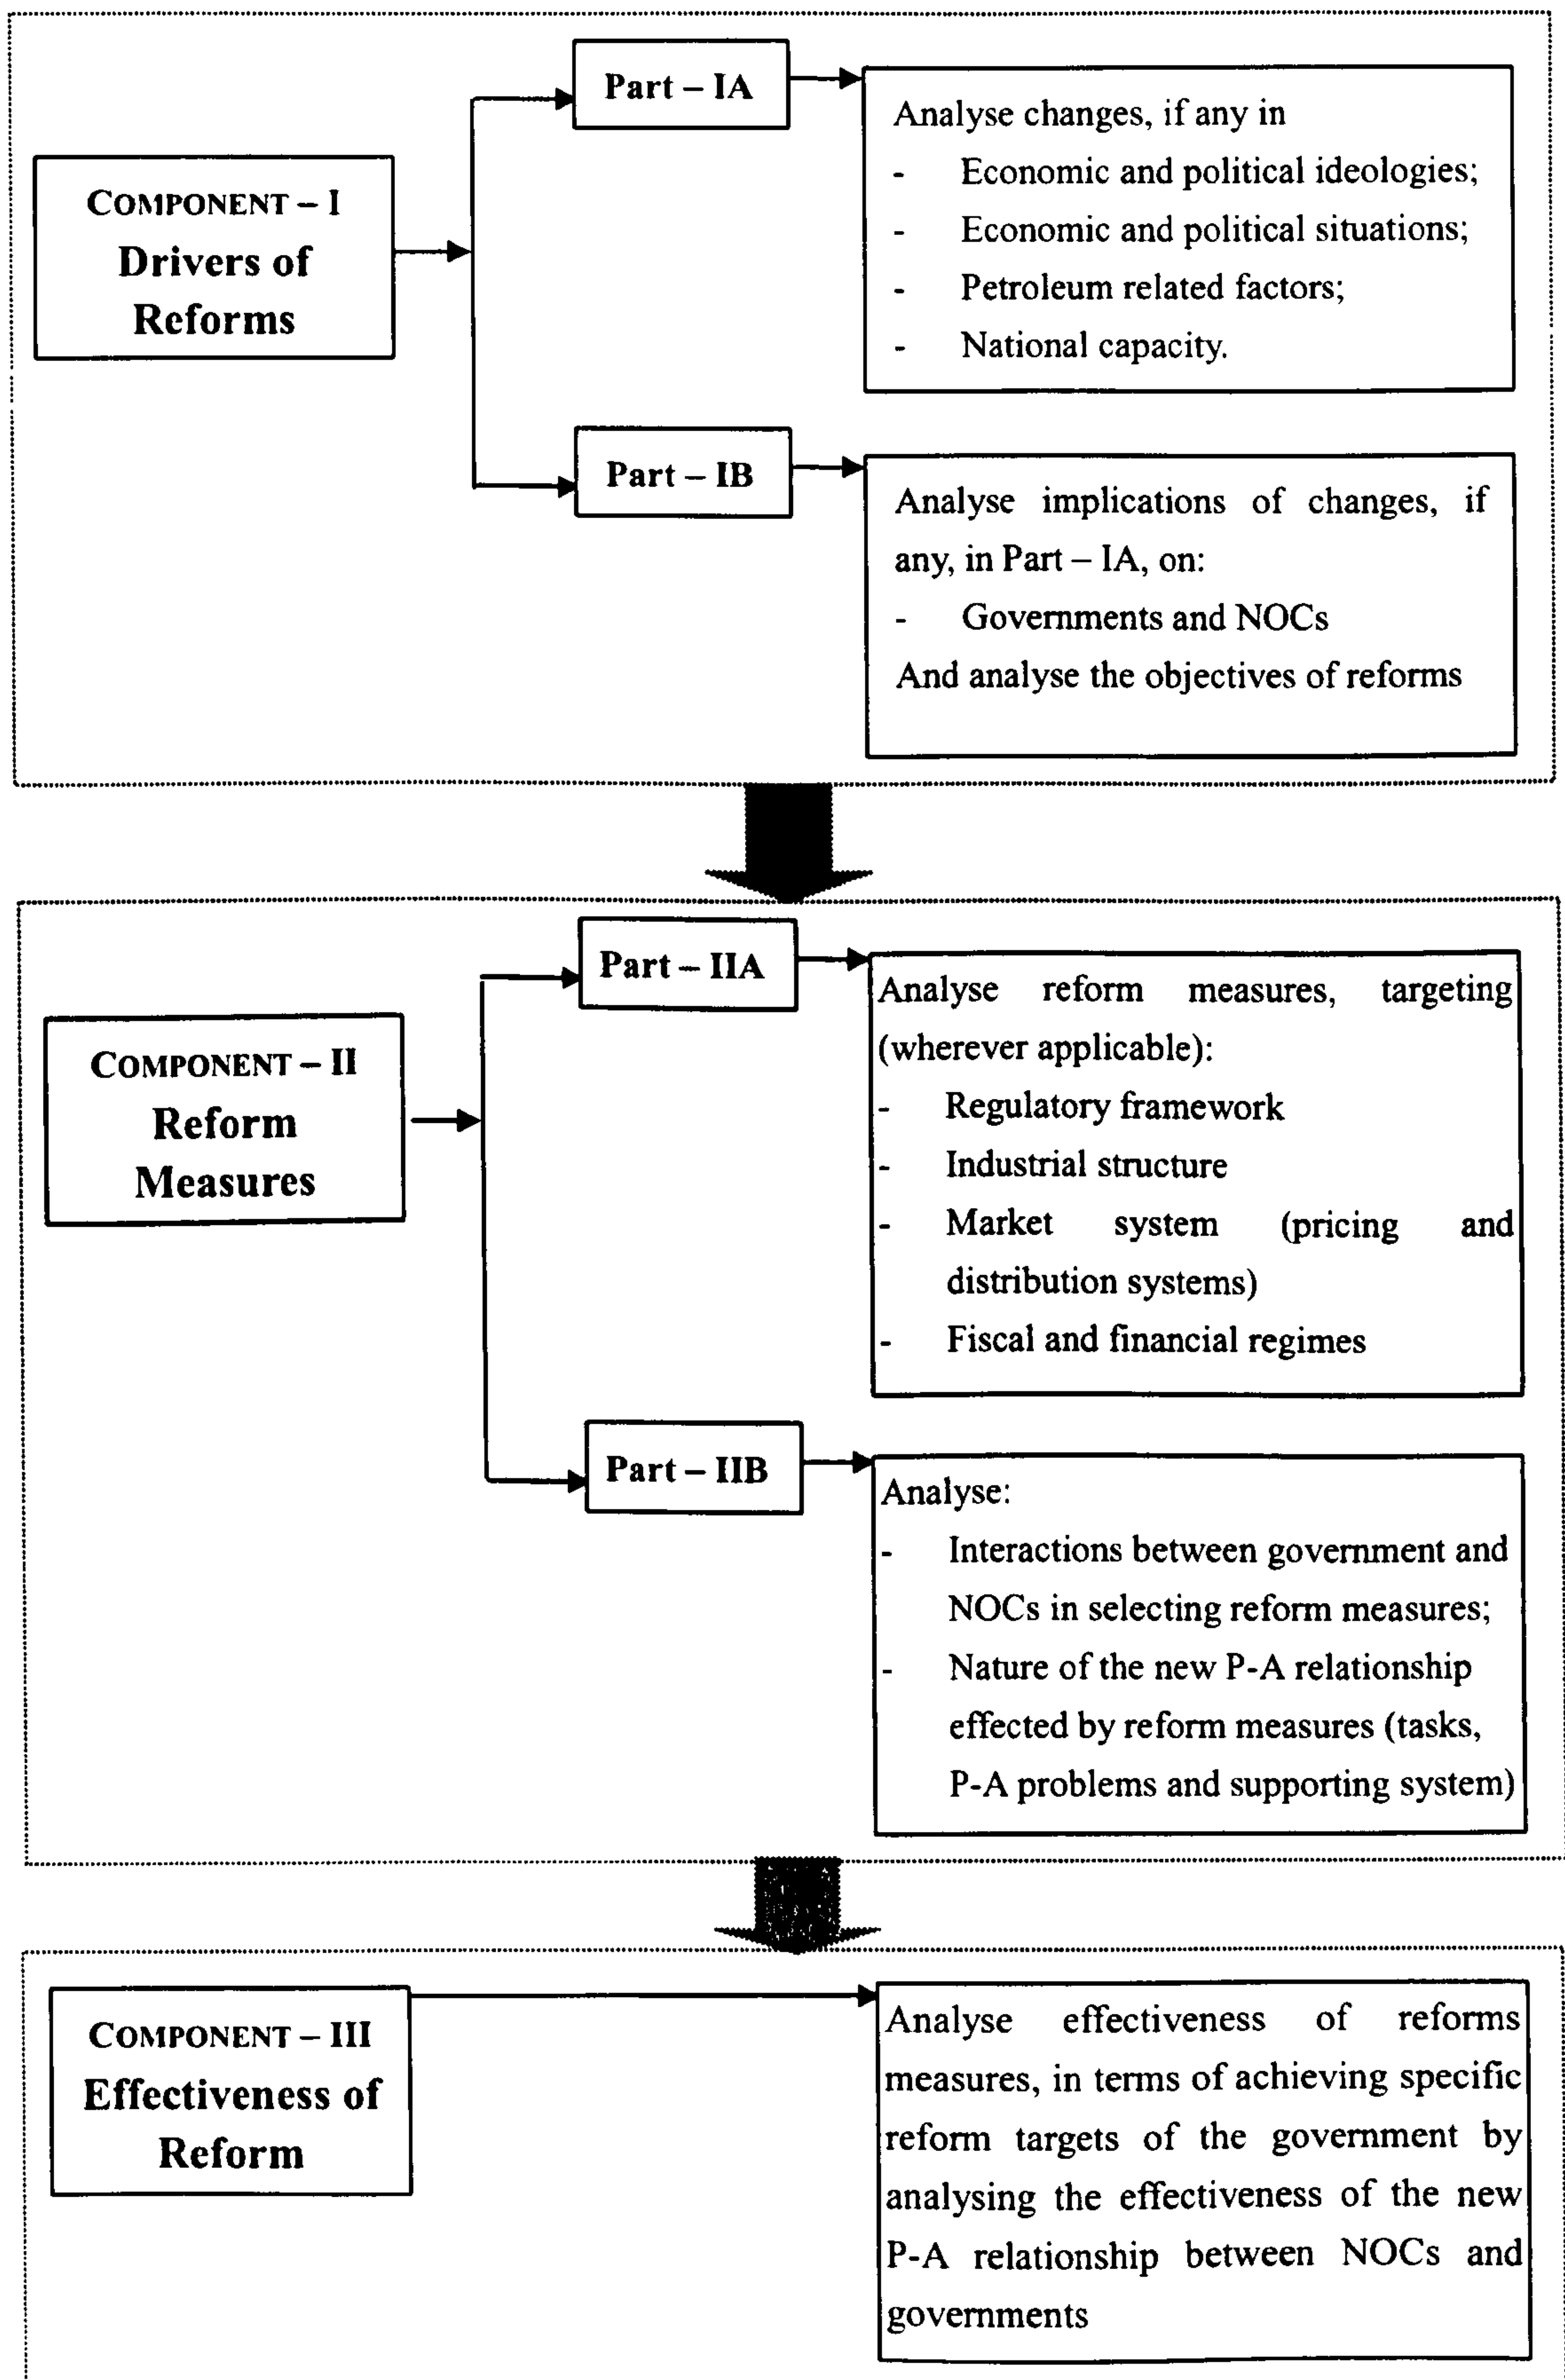 COMPONENT – I
Drivers of
Reforms
Part – IA
Analyse changes, if any in
- Economic and political ideologies;
- Economic and political situations;
- Petroleum related factors;
- National capacity.
Part – IB
Analyse implications of changes, if
any, in Part – IA, on:
- Governments and NOCs
And analyse the objectives of reforms
COMPONENT – II
Reform
Measures
Part – IIA
Analyse reform measures, targeting
(wherever applicable):
- Regulatory framework
- Industrial structure
- Market system (pricing and
distribution systems)
- Fiscal and financial regimes
Part – IIB
Analyse:
- Interactions between government and
NOCs in selecting reform measures;
- Nature of the new P-A relationship
effected by reform measures (tasks,
P-A problems and supporting system)
COMPONENT – III
Effectiveness of
Reform
Analyse effectiveness of reforms
measures, in terms of achieving specific
reform targets of the government by
analysing the effectiveness of the new
P-A relationship between NOCs and
governments